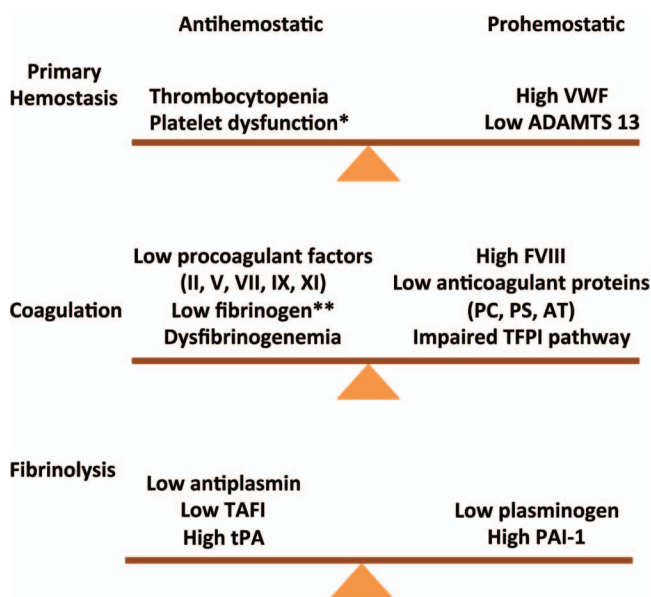 Antihemostatic Prohemostatic
Primary
Hemostasis
Thrombocytopenia
Platelet dysfunction*
High VWF
Low ADAMTS 13
Coagulation
Low procoagulant factors
(II, V, VII, IX, XI)
Low fibrinogen**
Dysfibrinogenemia
High FVIII
Low anticoagulant proteins
(PC, PS, AT)
Impaired TFPI pathway
Fibrinolysis
Low antiplasmin
Low TAFI
High tPA
Low plasminogen
High PAI-1